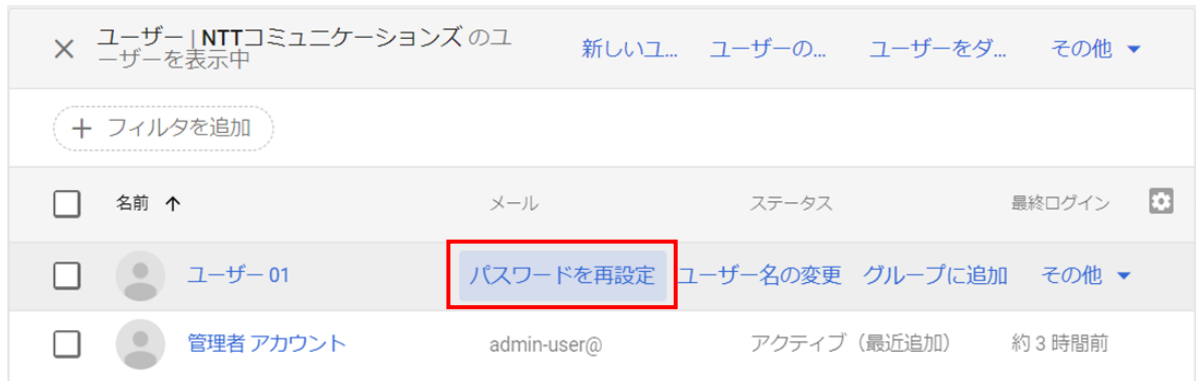 ユーザー | NTTコミュニケーションズ のユ
ーザーを表示中
新しいユ... ユーザーの... ユーザーをダ... その他
フィルタを追加
名前 メール ステータス 最終ログイン
ユーザー 01 パスワードを再設定 ユーザー名の変更 グループに追加 その他
管理者 アカウント admin-user@ アクティブ（最近追加） 約 3 時間前